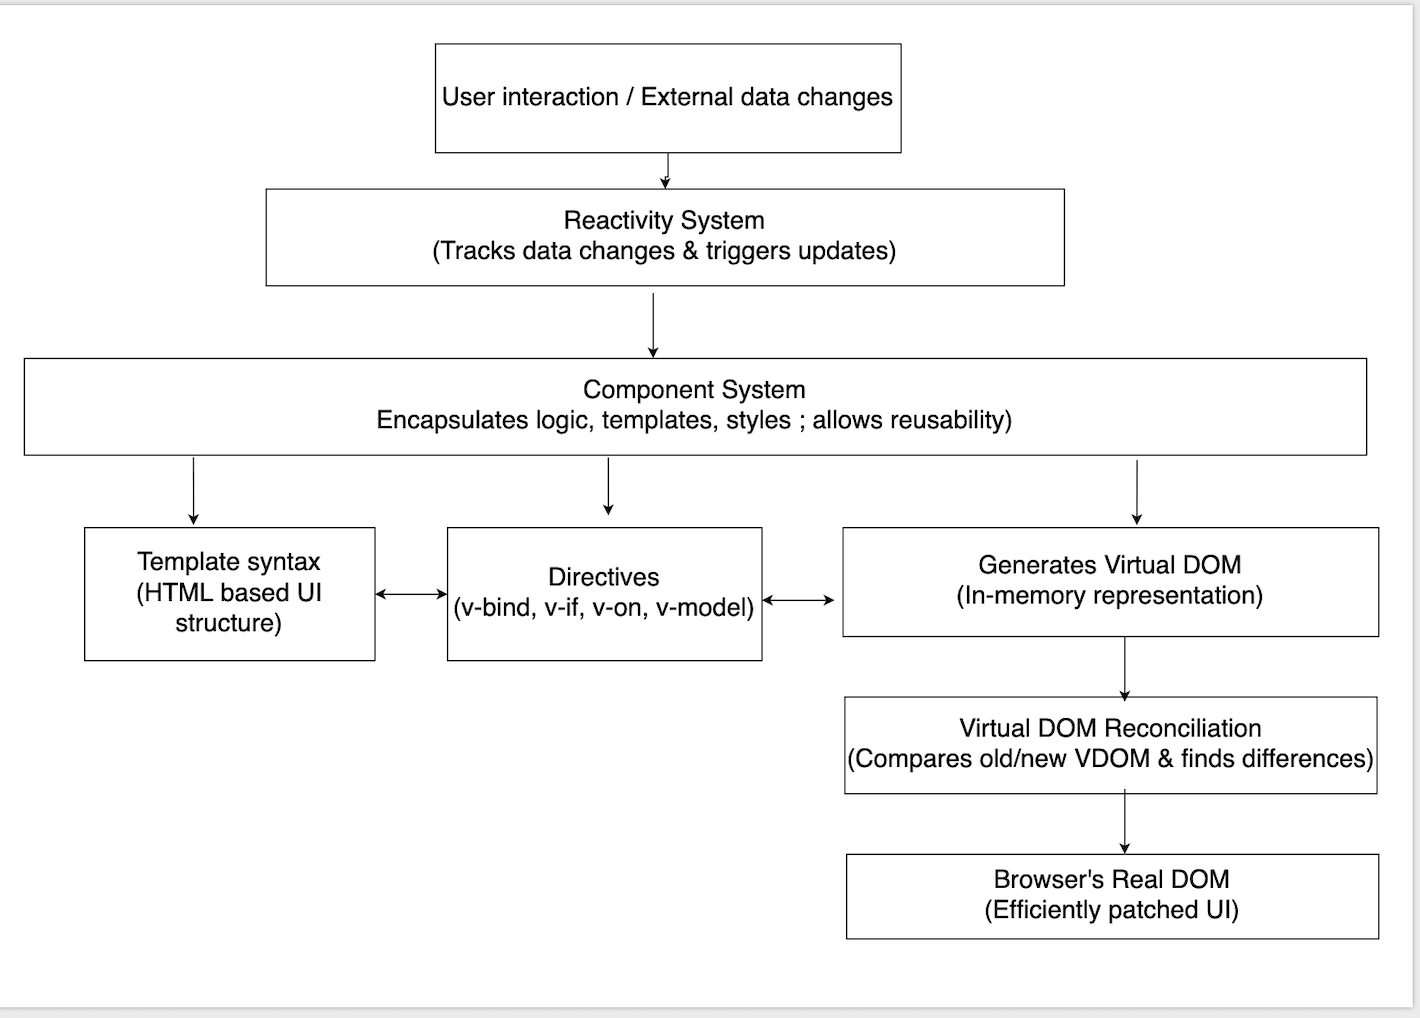 User interaction / External data changes
Reactivity System
(Tracks data changes & triggers updates)
Component System
Encapsulates logic, templates, styles ; allows reusability)
Template syntax
(HTML based UI
structure)
Directives
(v-bind, v-if, v-on, v-model)
Generates Virtual DOM
(In-memory representation)
Virtual DOM Reconciliation
(Compares old/new VDOM & finds differences)
Browser's Real DOM
(Efficiently patched UI)